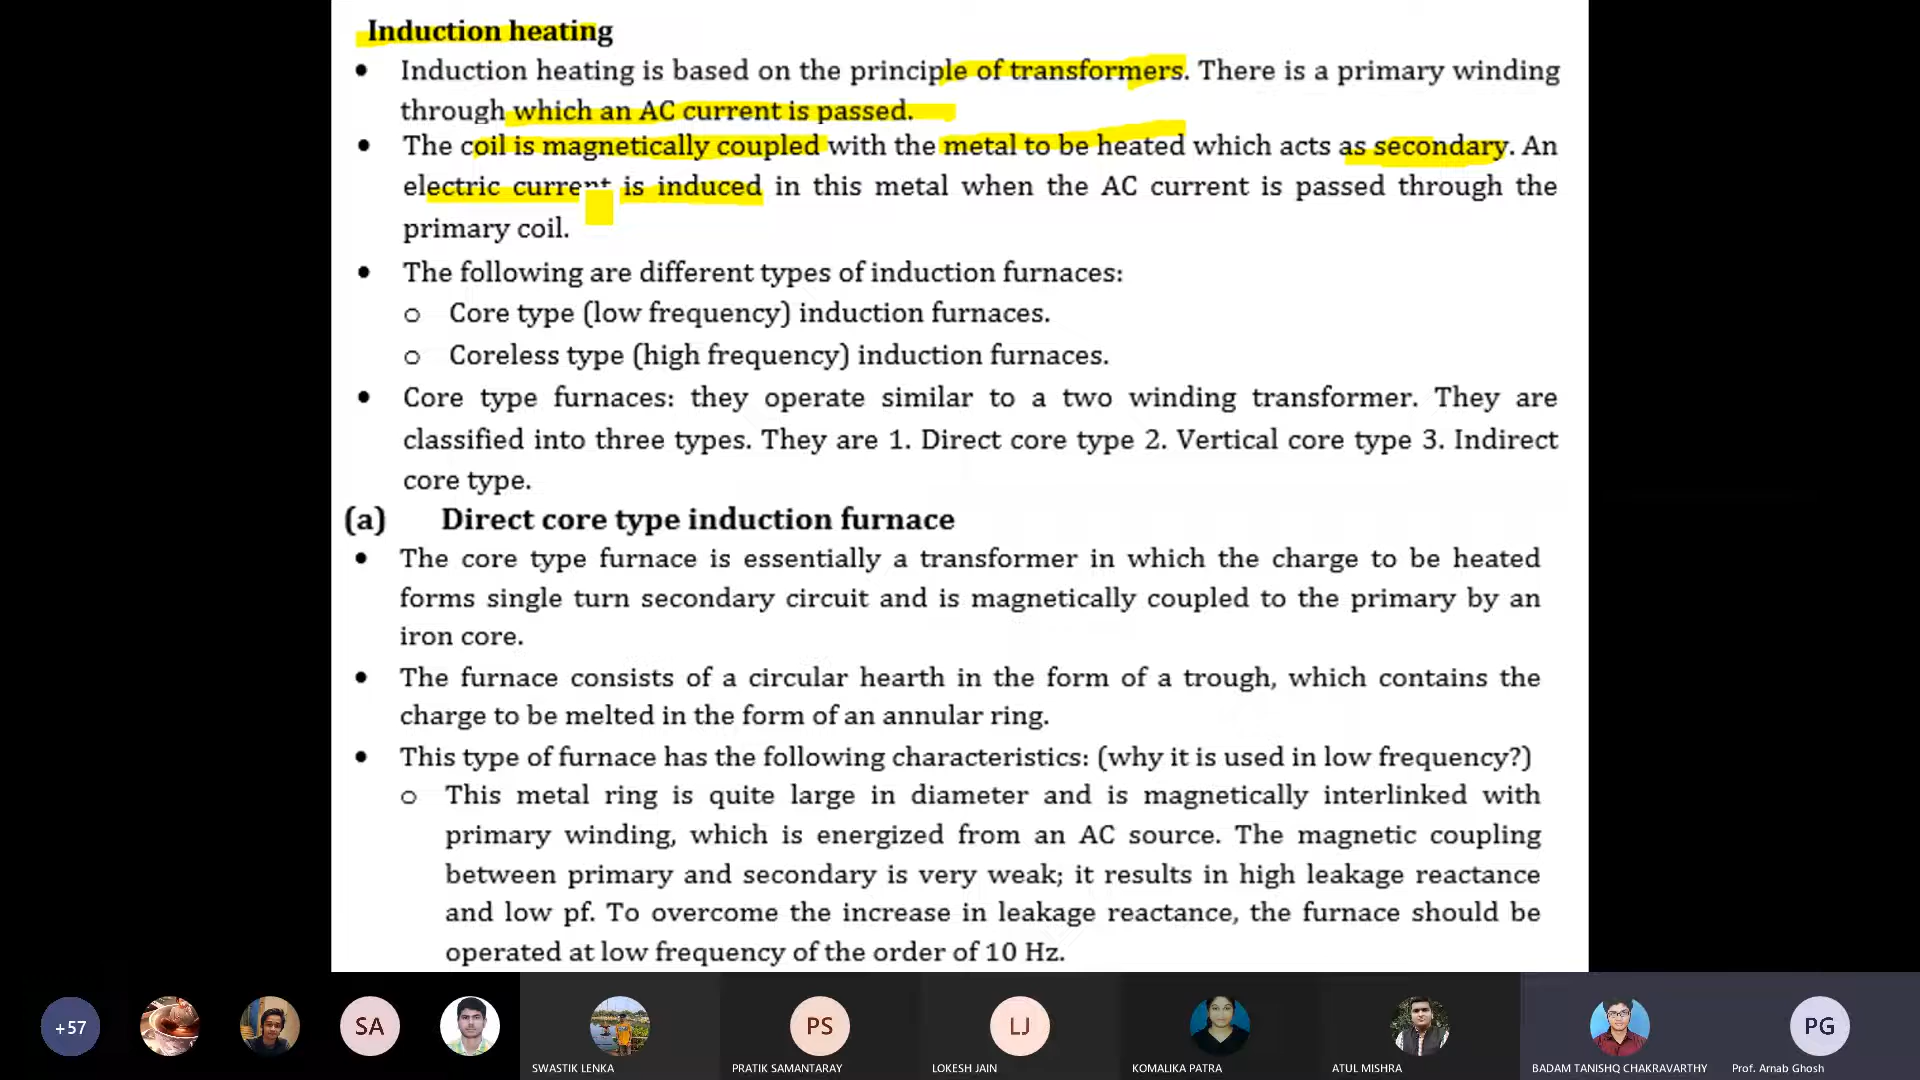 Induction heating
• Induction heating is based on the principle of transformers. There is a primary winding
through which an AC current is passed.
• The coil is magnetically coupled with the metal to be heated which acts as secondary. An
electric current is induced in this metal when the AC current is passed through the
primary coil.
• The following are different types of induction furnaces:
o Core type (low frequency) induction furnaces.
o Coreless type (high frequency) induction furnaces.
• Core type furnaces: they operate similar to a two winding transformer. They are
classified into three types. They are 1. Direct core type 2. Vertical core type 3. Indirect
core type.
(a) Direct core type induction furnace
• The core type furnace is essentially a transformer in which the charge to be heated
forms single turn secondary circuit and is magnetically coupled to the primary by an
iron core.
• The furnace consists of a circular hearth in the form of a trough, which contains the
charge to be melted in the form of an annular ring.
• This type of furnace has the following characteristics: (why it is used in low frequency?)
o This metal ring is quite large in diameter and is magnetically interlinked with
primary winding, which is energized from an AC source. The magnetic coupling
between primary and secondary is very weak; it results in high leakage reactance
and low pf. To overcome the increase in leakage reactance, the furnace should be
operated at low frequency of the order of 10 Hz.
+57 SA PS LJ PG
SWASTIK LENKA PRATIK SAMANTARAY LOKESH JAIN KOMALIKA PATRA ATUL MISHRA BADAM TANISHQ CHAKRAVARTHY Prof. Arnab Ghosh